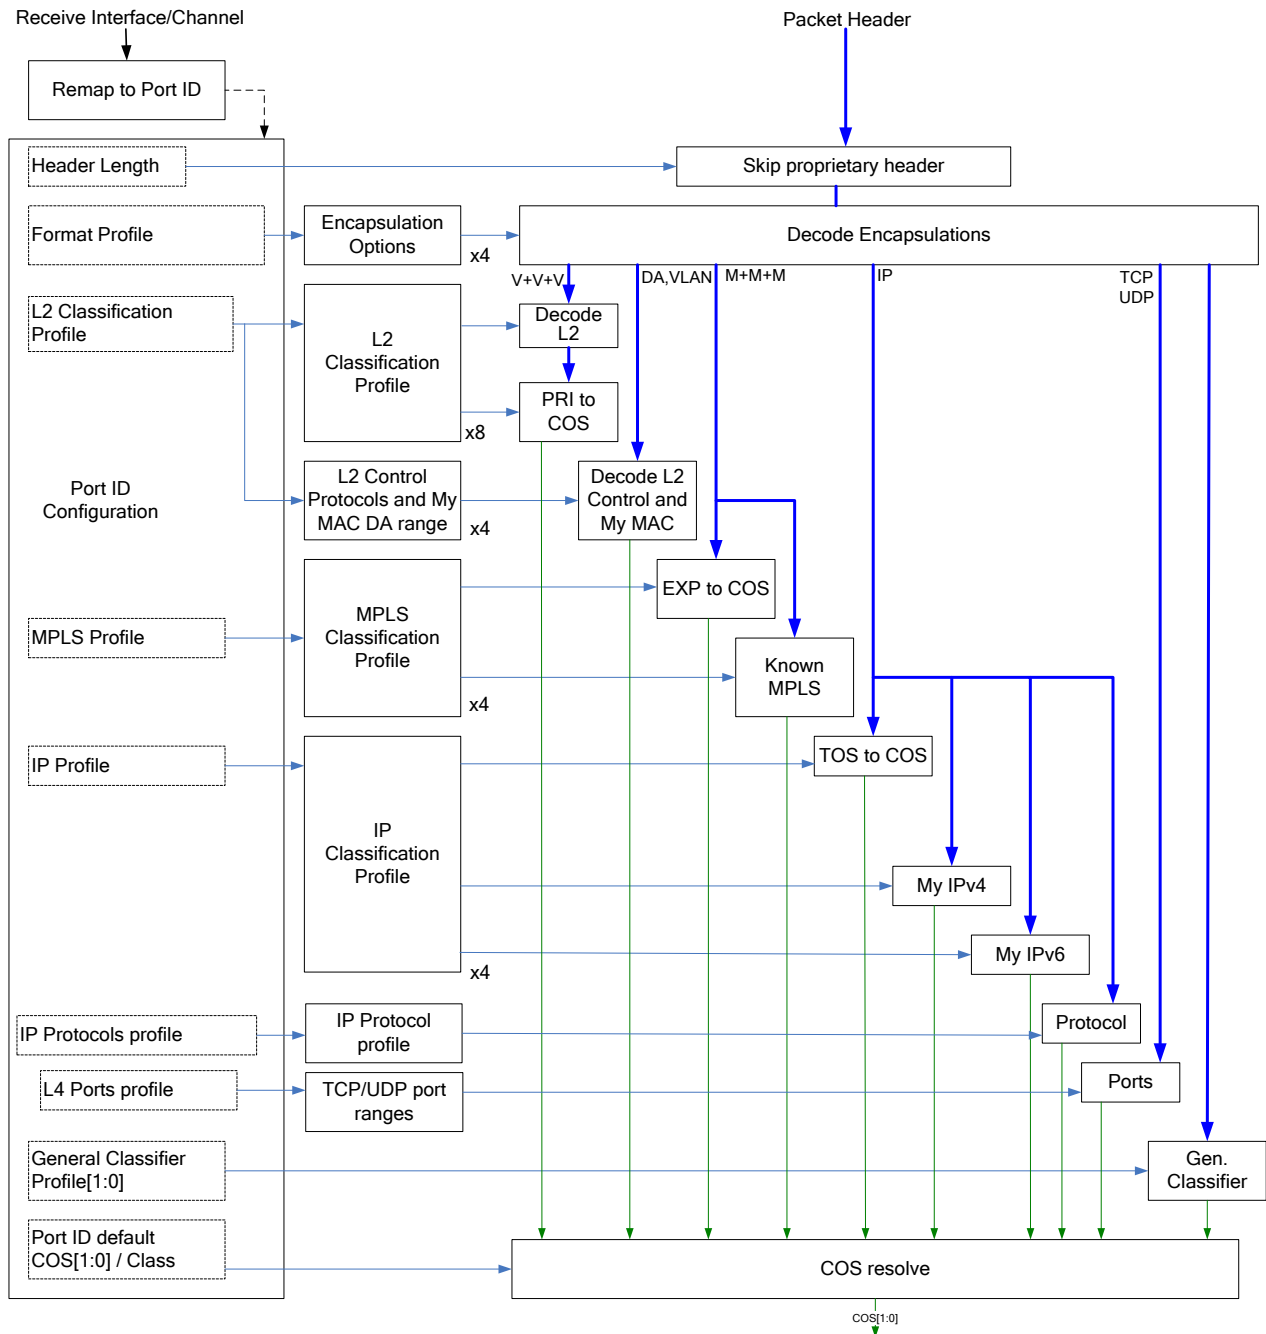 Receive Interface/Channel
Packet Header
Remap to Port ID
Header Length
Skip proprietary header
Format Profile
Encapsulation
Options
x4
Decode Encapsulations
V+V+V
DA,VLAN
M+M+M
IP
TCP
UDP
L2 Classification
Profile
L2
Classification
Profile
x8
Decode
L2
PRI to
COS
Port ID
Configuration
L2 Control
Protocols and My
MAC DA range
x4
Decode L2
Control and
My MAC
MPLS Profile
MPLS
Classification
Profile
x4
EXP to COS
Known
MPLS
IP Profile
IP
Classification
Profile
x4
TOS to COS
My IPv4
My IPv6
IP Protocols profile
IP Protocol
profile
Protocol
L4 Ports profile
TCP/UDP port
ranges
Ports
General Classifier
Profile[1:0]
Gen.
Classifier
Port ID default
COS[1:0] / Class
COS resolve
COS[1:0]